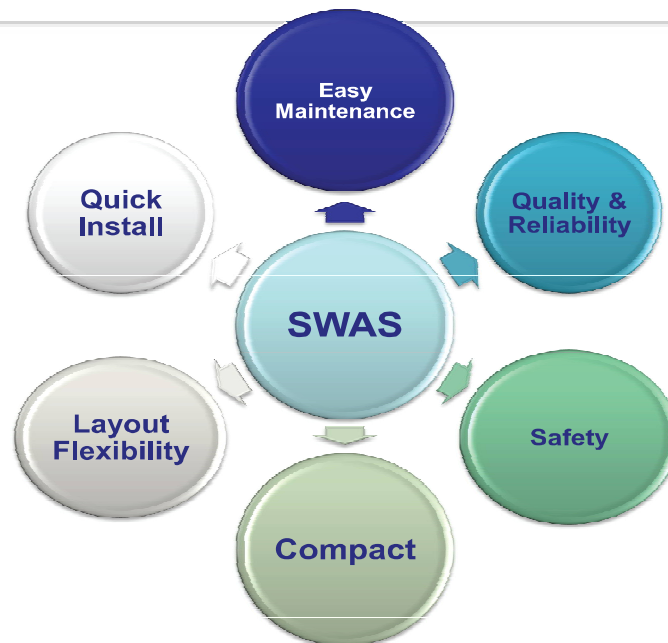 Easy
Maintenance
Quick
Install
Quality &
Reliability
SWAS
Layout
Flexibility
Safety
Compact